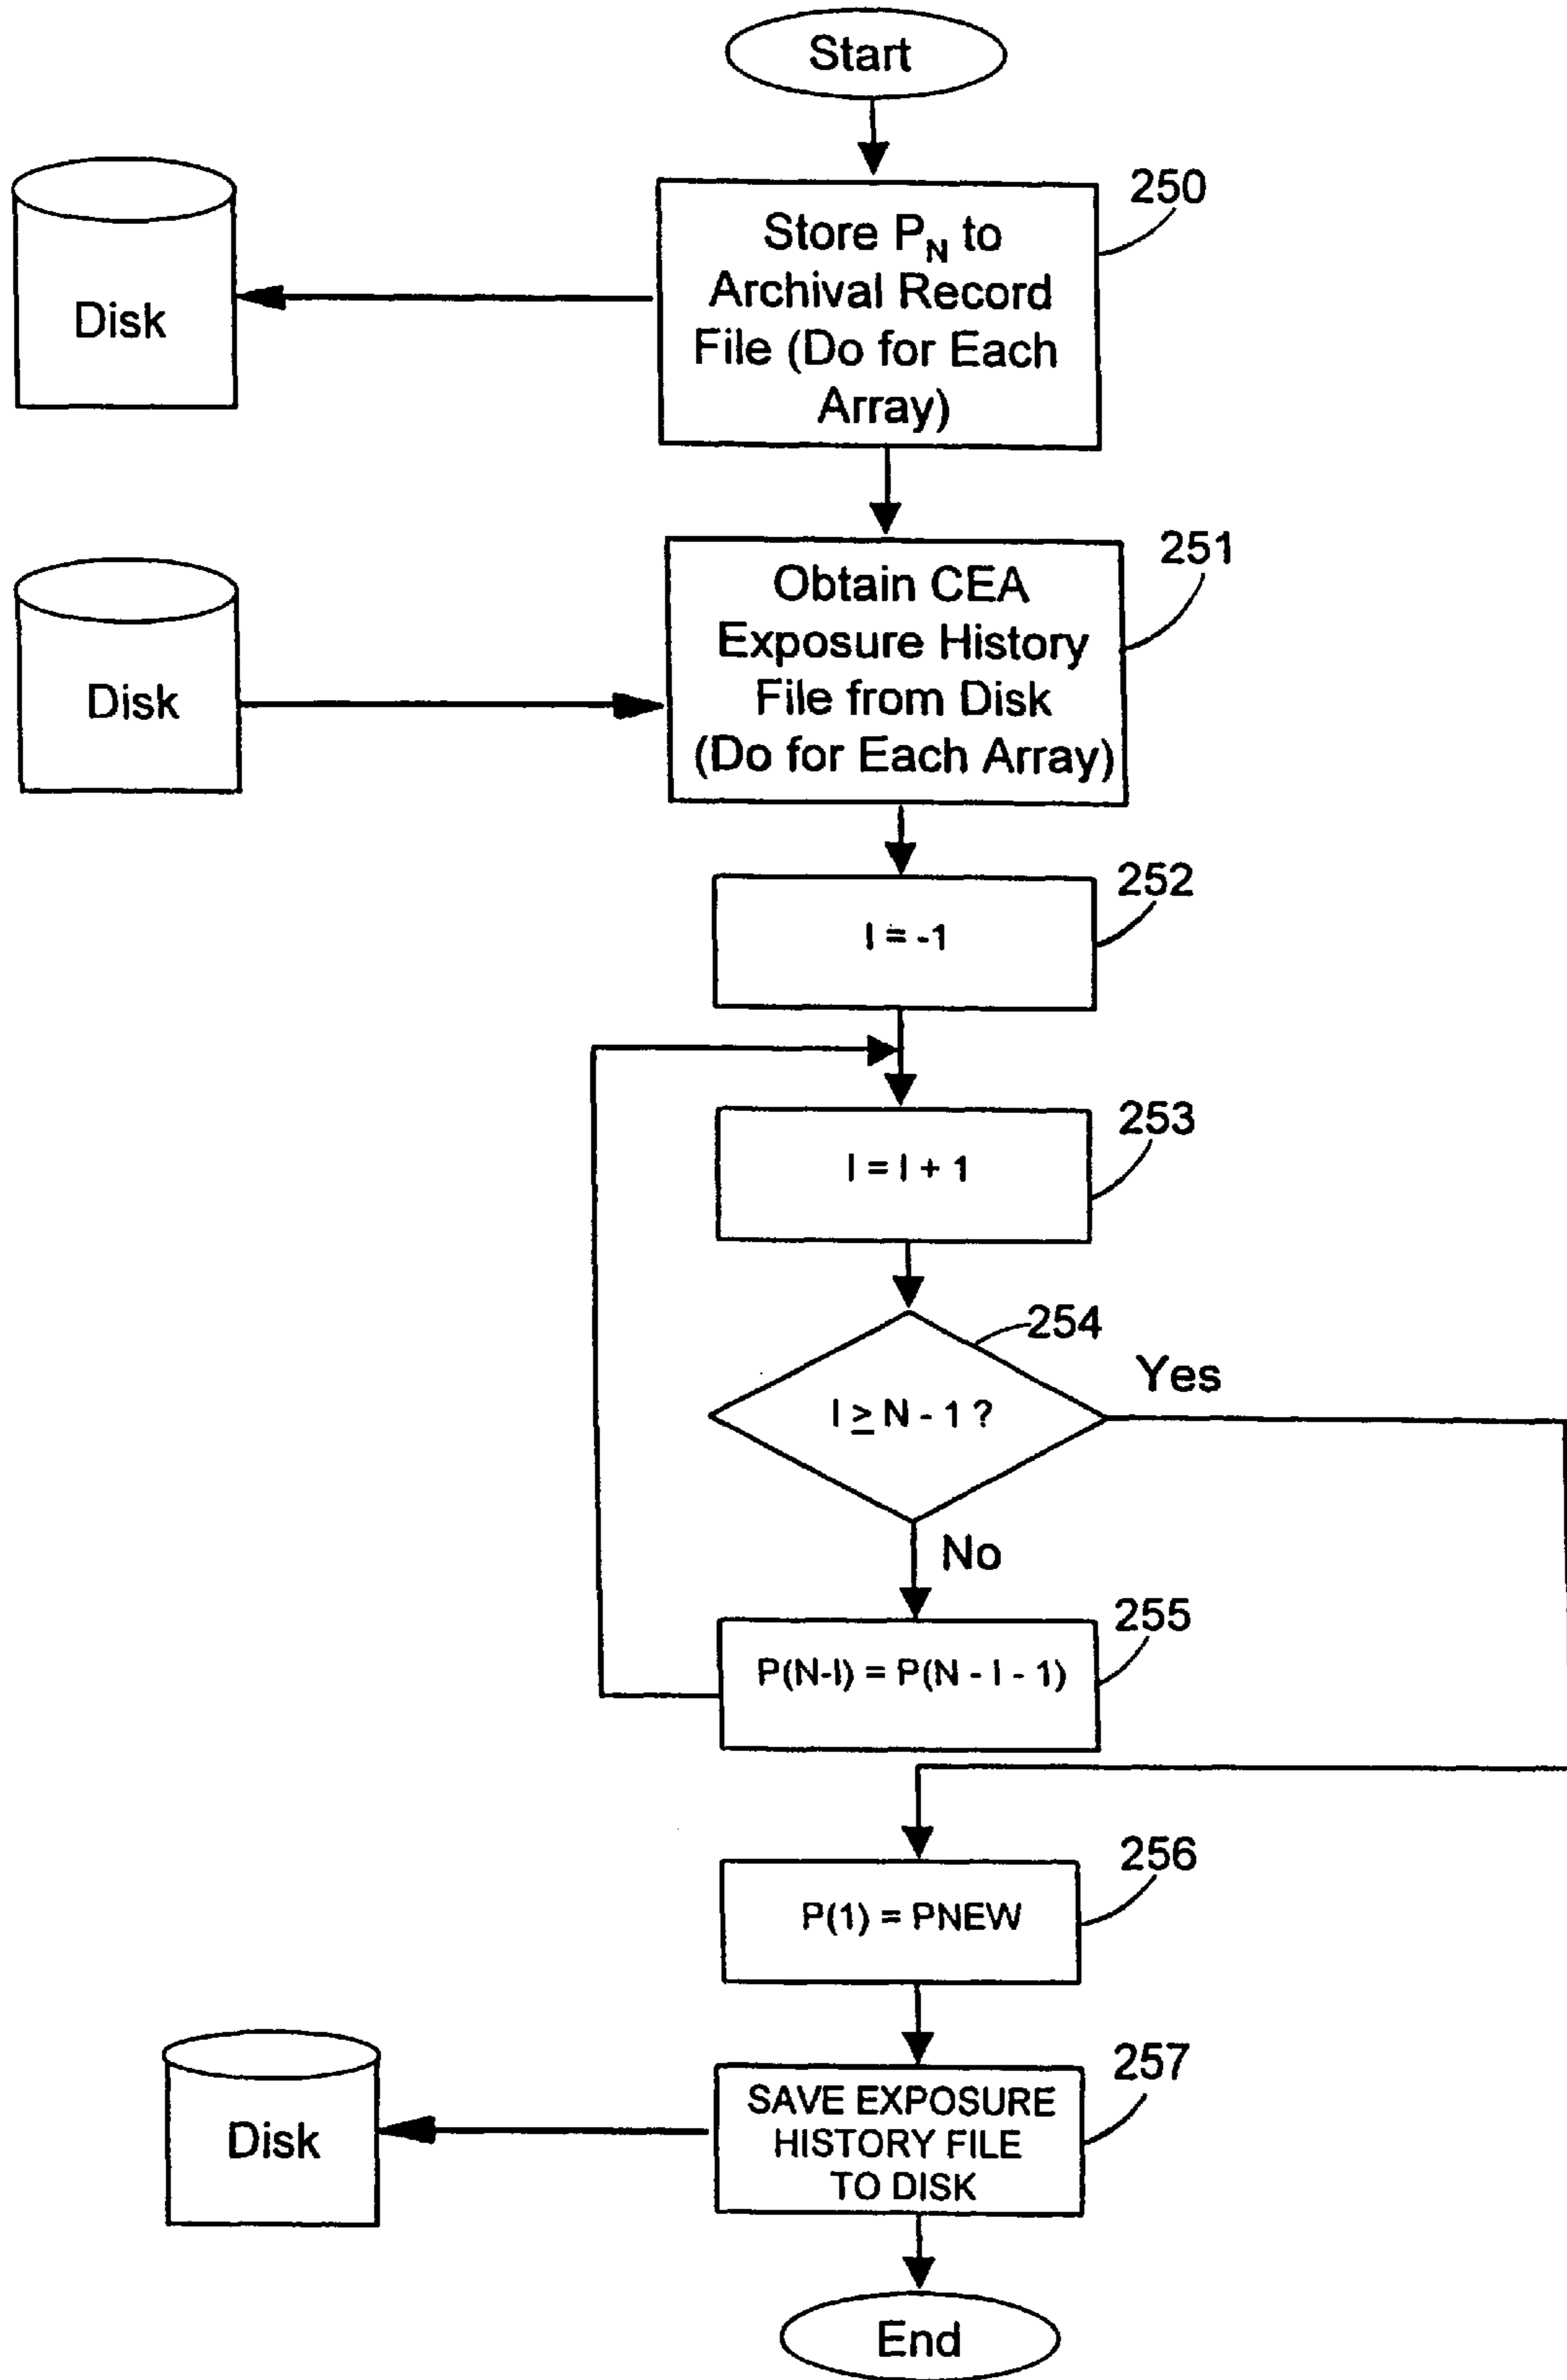 Start
250
Store PN to
Archival Record
File (Do for Each
Array)
Disk
251
Obtain CEA
Exposure History
File from Disk
(Do for Each Array)
Disk
252
I = -1
253
I = I + 1
254
I ≥ N - 1 ?
Yes
No
255
P(N-I) = P(N - I - 1)
256
P(1) = PNEW
257
SAVE EXPOSURE
HISTORY FILE
TO DISK
Disk
End